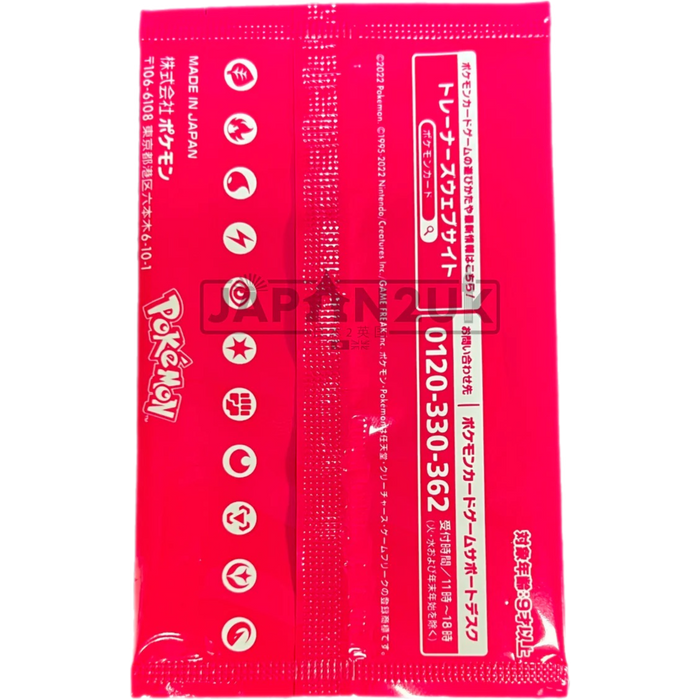 対象年齢:9才以上
ポケモンカードゲームの遊びかたや最新情報はこちら!
トレーナーズウェブサイト
ポケモンカード
お問い合わせ先
ポケモンカードゲームサポートデスク
0120-330-362
受付時間/11時~18時
(火・水および年末年始を除く)
©2022 Pokémon. ©1995-2022 Nintendo/Creatures Inc./GAME FREAK inc. ポケモン・Pokémonは任天堂・クリーチャーズ・ゲームフリークの登録商標です。
MADE IN JAPAN
株式会社 ポケモン
〒106-6108 東京都港区六本木6-10-1
POKéMON
TM
JAPAN2UK